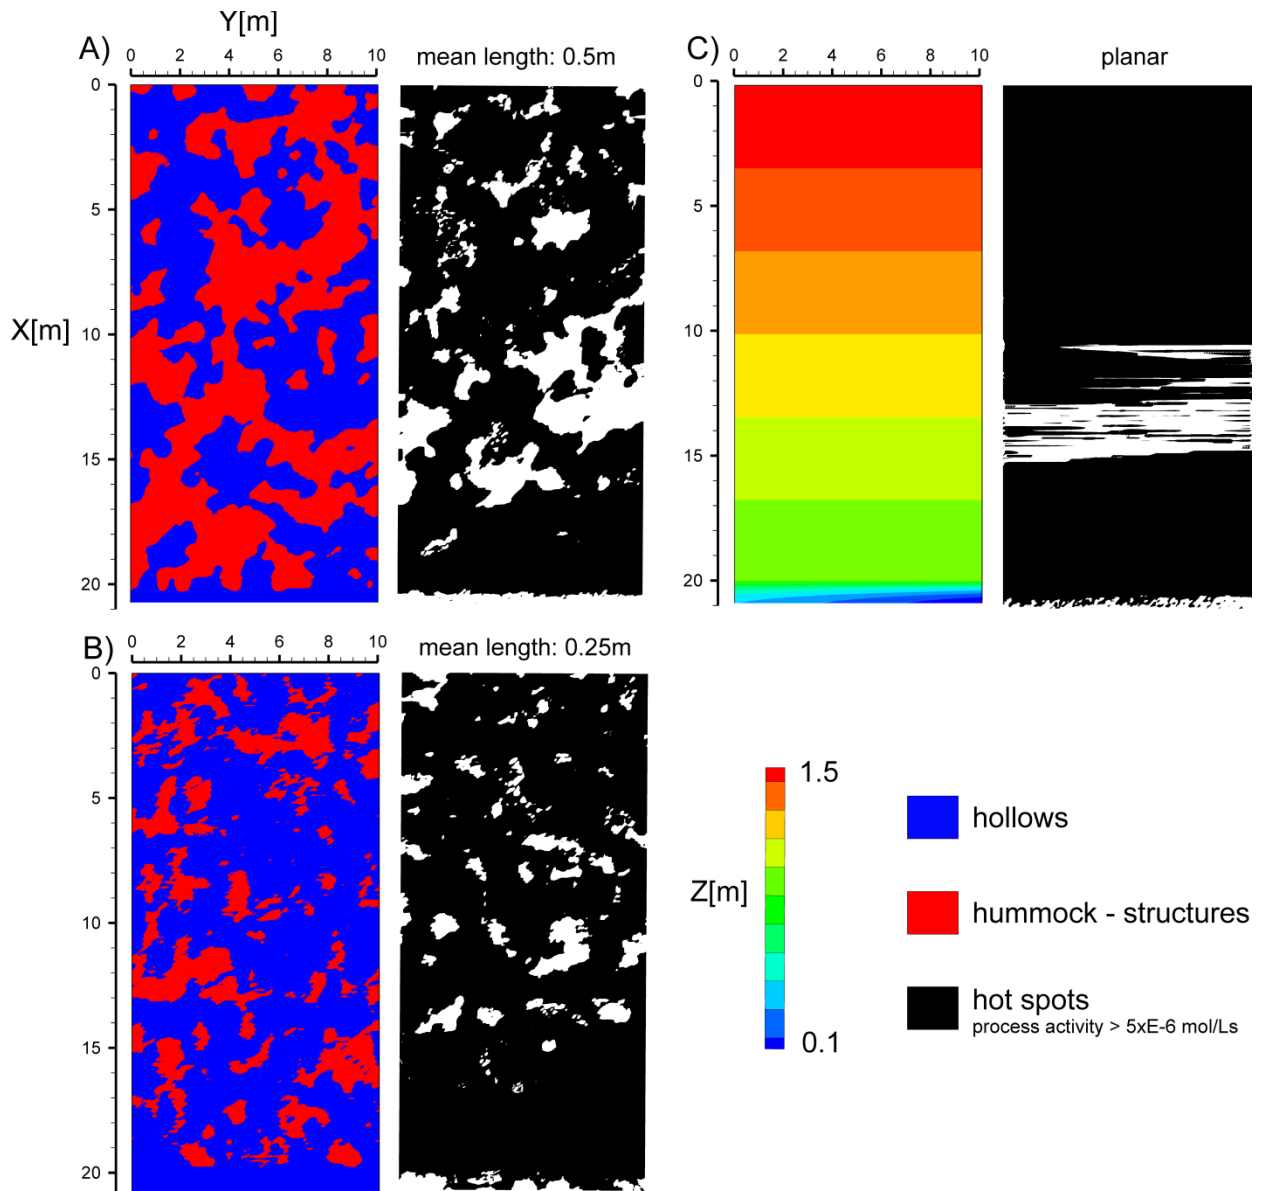 Y[m]
A)
0 2 4 6 8 10
mean length: 0.5m
C)
0 2 4 6 8 10
planar
X[m]
0
5
10
15
20
0
5
10
15
20
B)
0 2 4 6 8 10
mean length: 0.25m
0
5
10
15
20
Z[m]
1.5
0.1
hollows
hummock - structures
hot spots
process activity > 5xE-6 mol/Ls